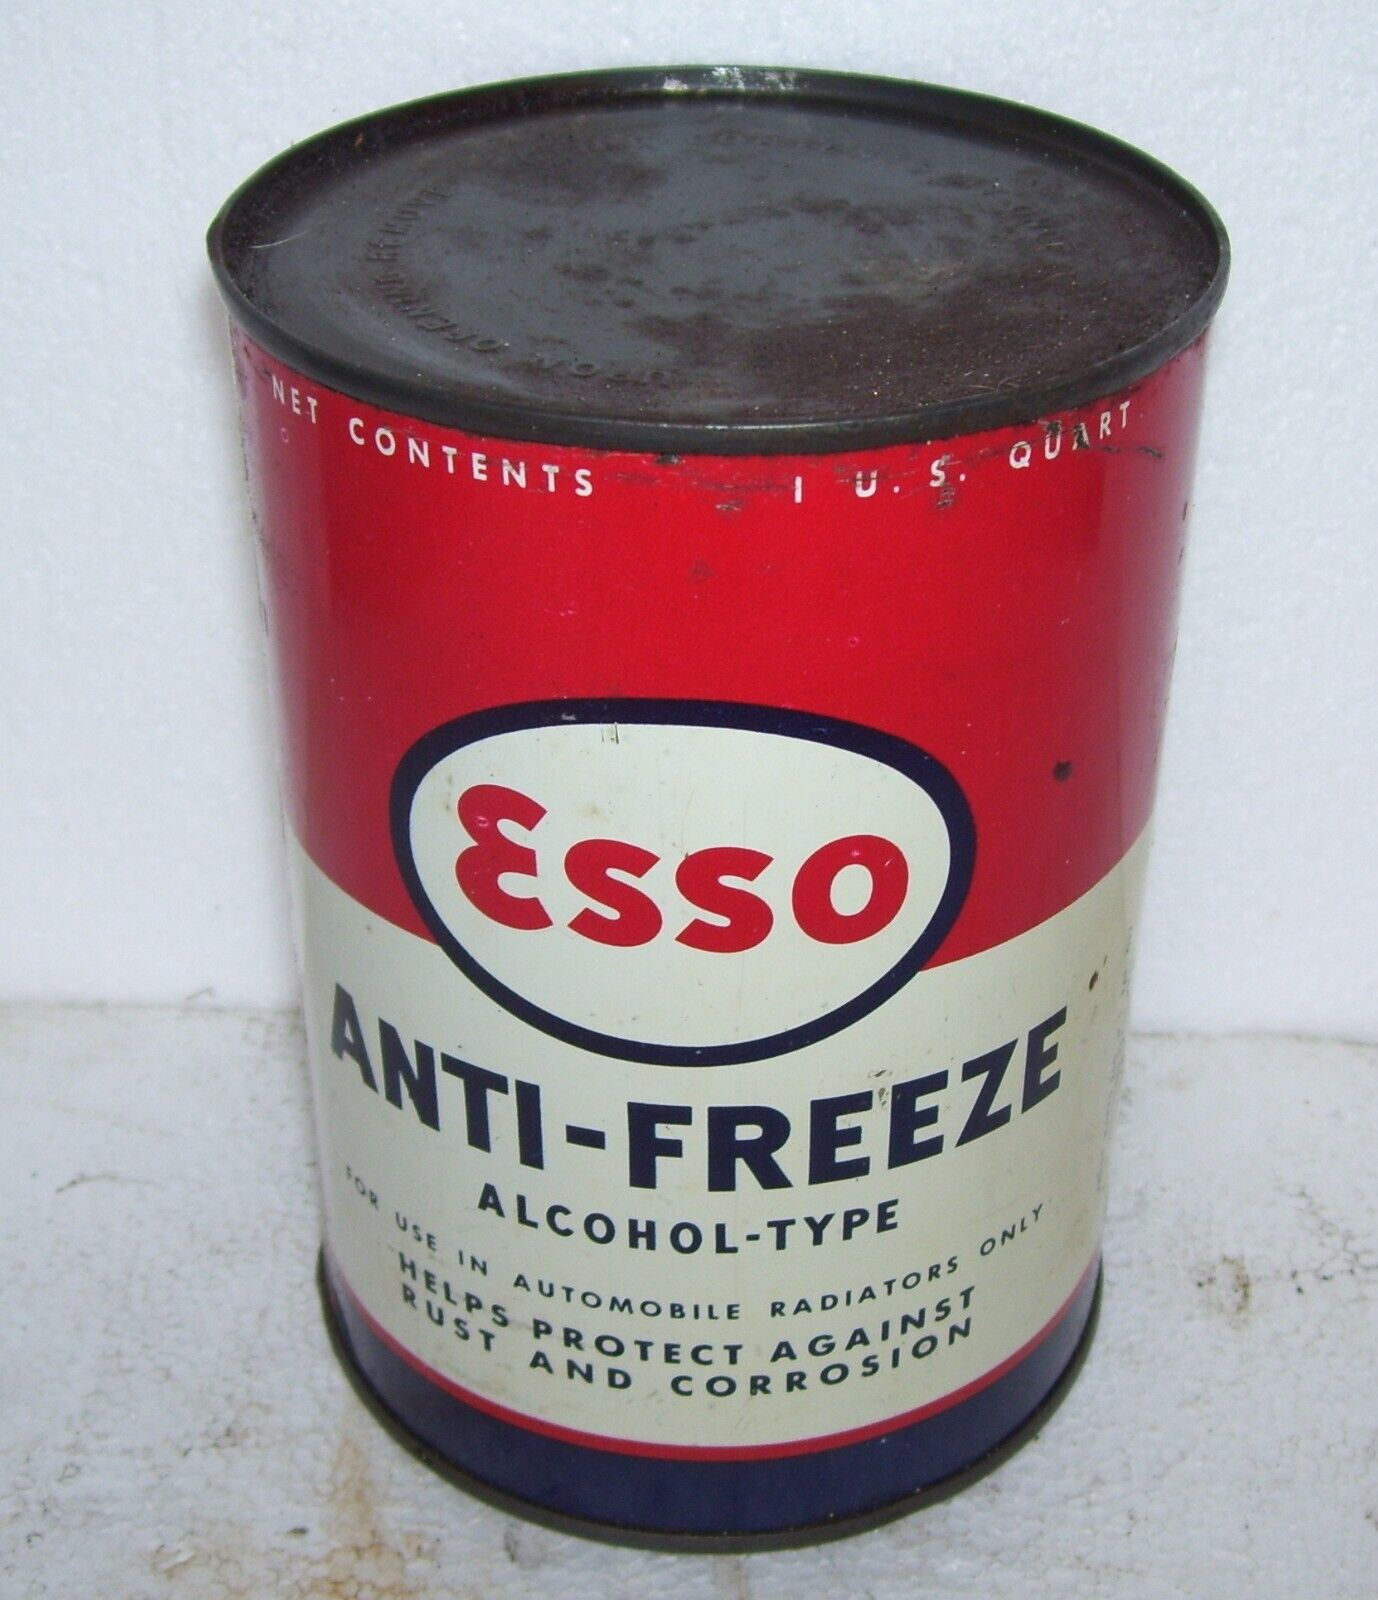 NET CONTENTS 1 U.S. QUART
Esso
ANTI-FREEZE
ALCOHOL-TYPE
FOR USE IN AUTOMOBILE RADIATORS ONLY
HELPS PROTECT AGAINST
RUST AND CORROSION